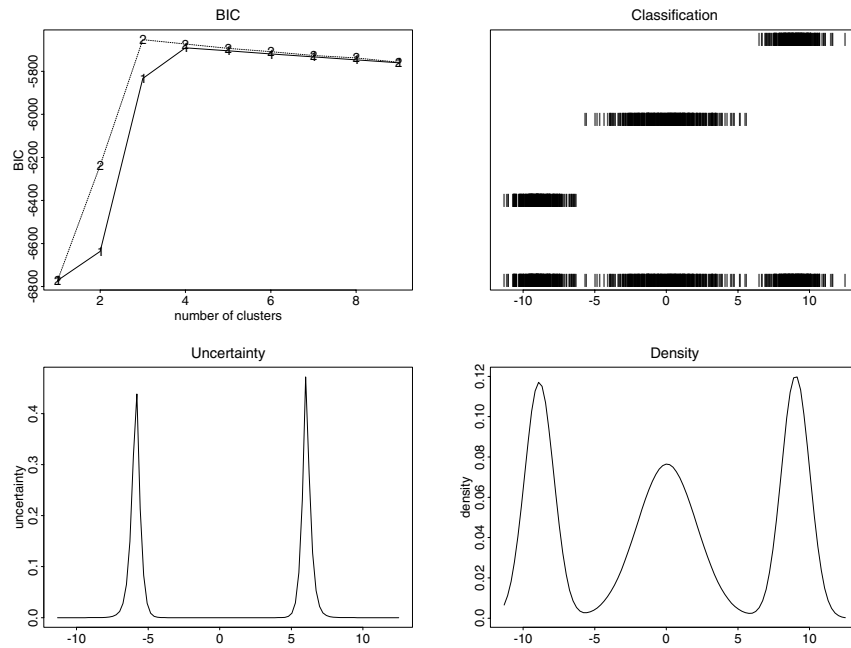 BIC
BIC
-5800
-6000
-6200
-6400
-6600
-6800
2 2 2 2 2 2 2 2 2
1 1 1 1 1 1 1 1 1
2 4 6 8
number of clusters
Classification
-10 -5 0 5 10
Uncertainty
uncertainty
0.4
0.3
0.2
0.1
0.0
-10 -5 0 5 10
Density
density
0.12
0.10
0.08
0.06
0.04
0.02
0.0
-10 -5 0 5 10